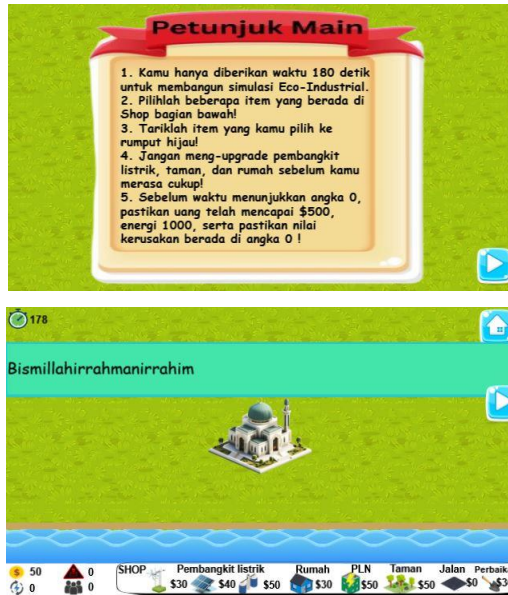 Petunjuk Main
1. Kamu hanya diberikan waktu 180 detik
untuk membangun simulasi Eco-Industrial.
2. Pilihlah beberapa item yang berada di
Shop bagian bawah!
3. Tariklah item yang kamu pilih ke
rumput hijau!
4. Jangan meng-upgrade pembangkit
listrik, taman, dan rumah sebelum kamu
merasa cukup!
5. Sebelum waktu menunjukkan angka 0,
pastikan uang telah mencapai $500,
energi 1000, serta pastikan nilai
kerusakan berada di angka 0 !
178
Bismillahirrahmanirrahim
SHOP Pembangkit listrik Rumah PLN Taman Jalan Perbaik
50 0 $30 $40 $50 $30 $50 $50 $0 $3
0 0